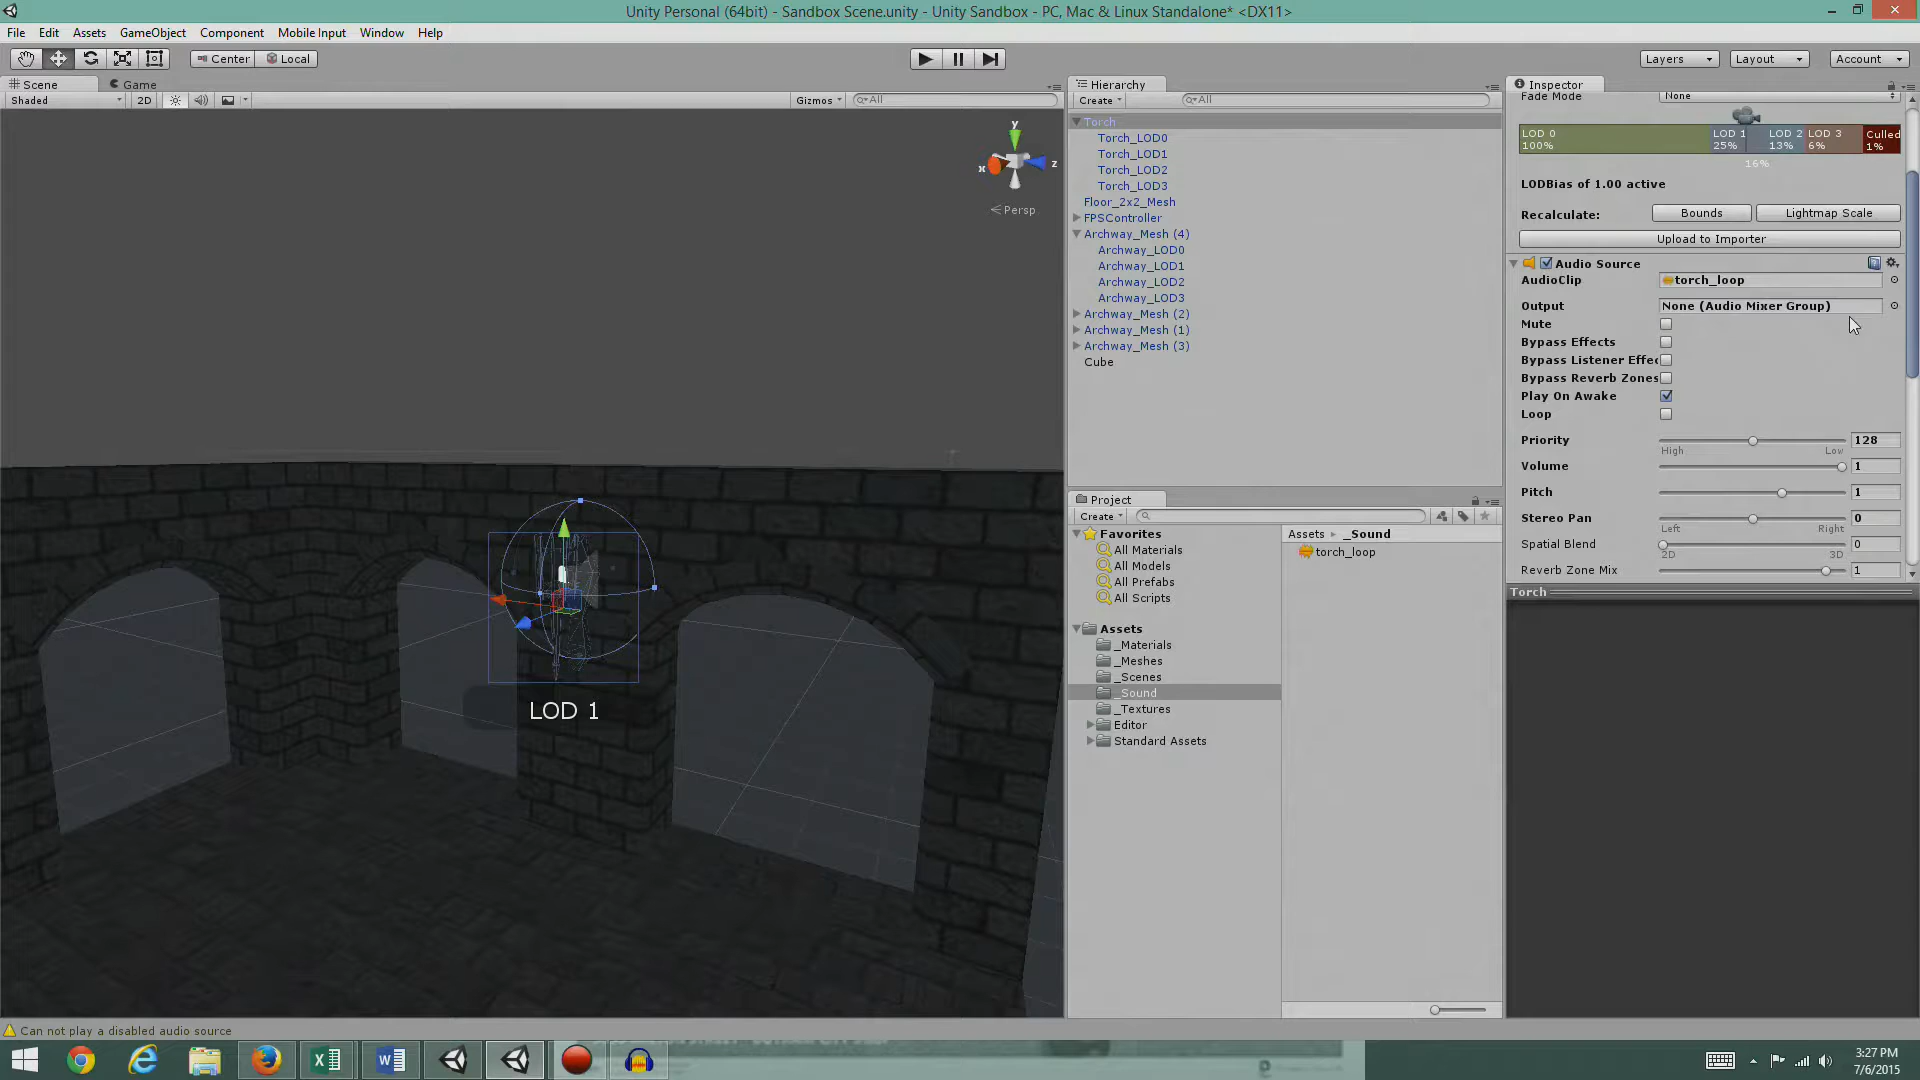 Unity Personal (64bit) - Sandbox Scene.unity - Unity Sandbox - PC, Mac & Linux Standalone* <DX11>
File Edit Assets GameObject Component Mobile Input Window Help
Center Local
Layers Layout Account
Scene Game
Shaded 2D Gizmos All
y
x
z
Persp
LOD 1
Hierarchy
Create All
Torch
Torch_LOD0
Torch_LOD1
Torch_LOD2
Torch_LOD3
Floor_2x2_Mesh
FPSController
Archway_Mesh (4)
Archway_LOD0
Archway_LOD1
Archway_LOD2
Archway_LOD3
Archway_Mesh (2)
Archway_Mesh (1)
Archway_Mesh (3)
Cube
Project
Create
Favorites
All Materials
All Models
All Prefabs
All Scripts
Assets
_Materials
_Meshes
_Scenes
_Sound
_Textures
Editor
Standard Assets
Assets _Sound
torch_loop
Inspector
Fade Mode None
LOD 0 LOD 1 LOD 2 LOD 3 Culled
100% 25% 13% 6% 1%
16%
LODBias of 1.00 active
Recalculate: Bounds Lightmap Scale
Upload to Importer
Audio Source
AudioClip torch_loop
Output None (Audio Mixer Group)
Mute
Bypass Effects
Bypass Listener Effec
Bypass Reverb Zones
Play On Awake
Loop
Priority 128
High Low
Volume 1
Pitch 1
Stereo Pan 0
Left Right
Spatial Blend 0
2D 3D
Reverb Zone Mix 1
Torch
Can not play a disabled audio source
3:27 PM
7/6/2015